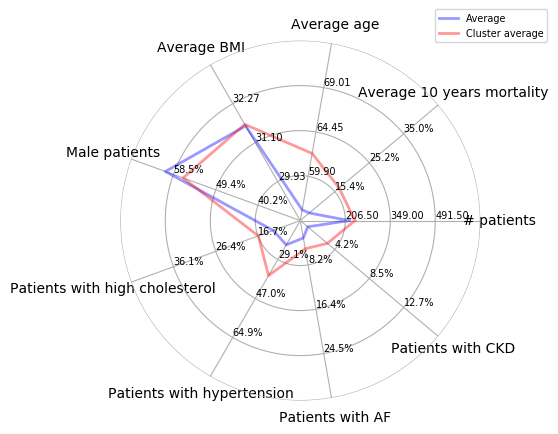 Average
Cluster average
Average age
Average BMI
69.01
Average 10 years mortality
32.27
35.0%
64.45
31.10
Male patients
25.2%
58.5%
59.90
29.93
49.4%
15.4%
40.2%
206.50
349.00
491.50
# patients
16.7%
26.4%
4.2%
36.1%
29.1%
8.2%
8.5%
Patients with high cholesterol
47.0%
16.4%
12.7%
64.9%
24.5%
Patients with CKD
Patients with hypertension
Patients with AF